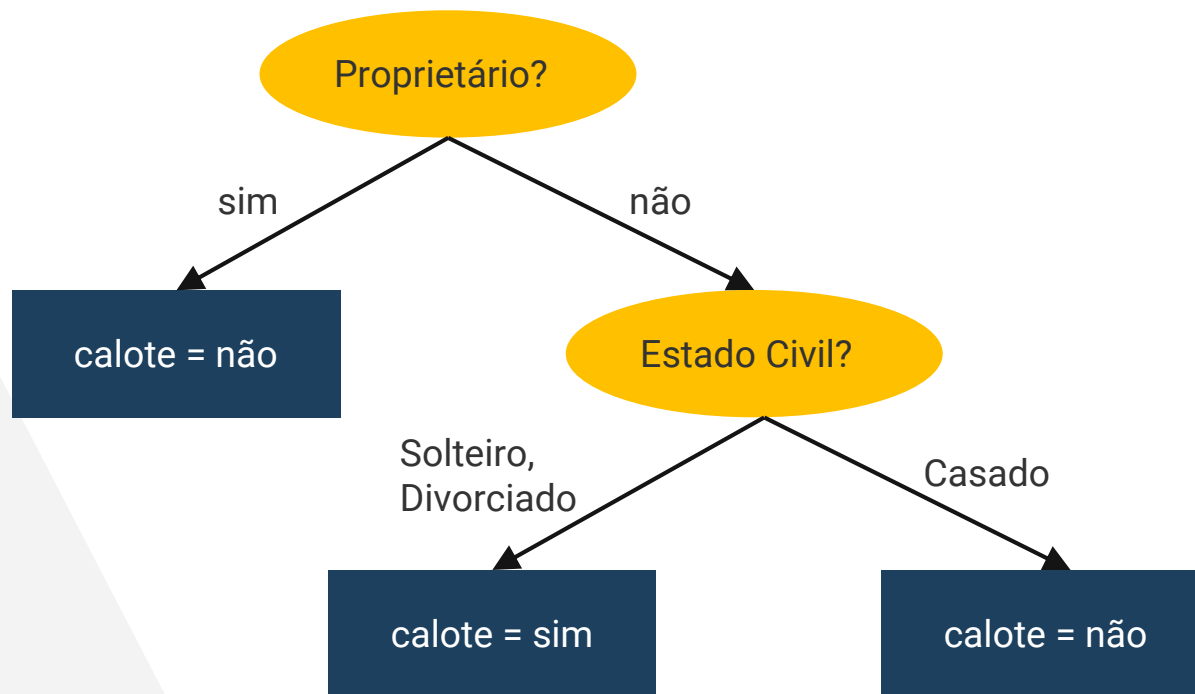 Proprietário?
sim
não
calote = não
Estado Civil?
Solteiro,
Divorciado
Casado
calote = sim
calote = não